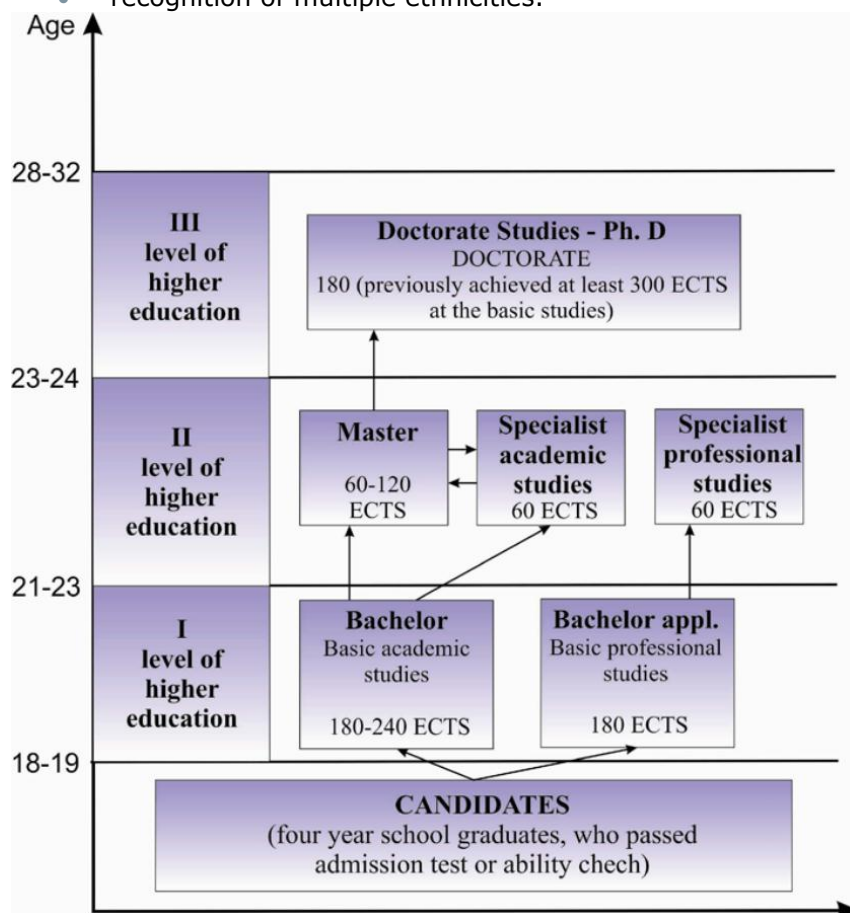 recognition of multiple ethnicities.
Age
28-32
III
level of
higher
education
Doctorate Studies - Ph. D
DOCTORATE
180 (previously achieved at least 300 ECTS
at the basic studies)
23-24
II
level of
higher
education
Master
60-120
ECTS
Specialist
academic
studies
60 ECTS
Specialist
professional
studies
60 ECTS
21-23
I
level of
higher
education
Bachelor
Basic academic
studies
180-240 ECTS
Bachelor appl.
Basic professional
studies
180 ECTS
18-19
CANDIDATES
(four year school graduates, who passed
admission test or ability chech)